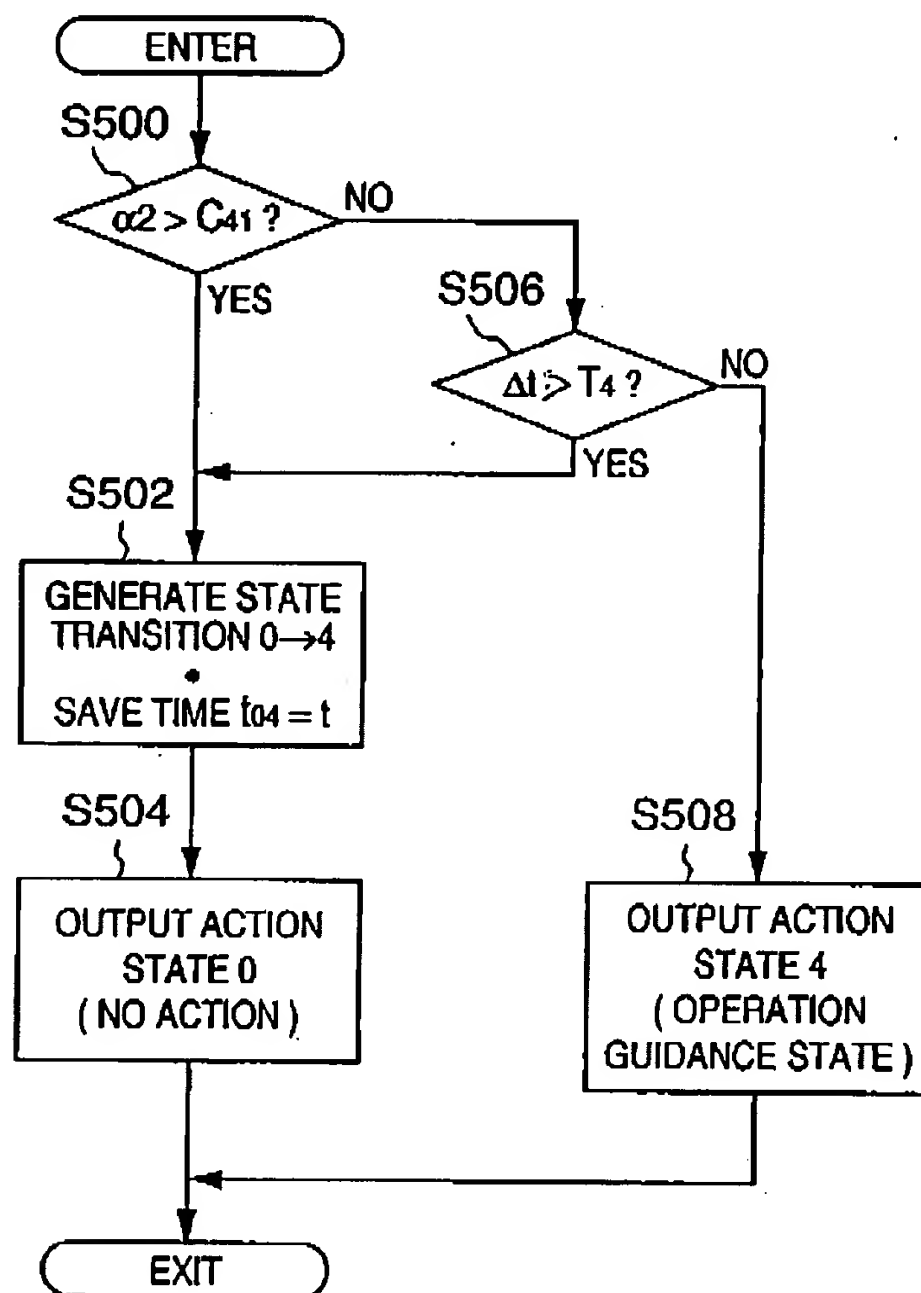 ENTER
S500
α2 > C41 ?
NO
YES
S506
Δt > T4 ?
NO
YES
S502
GENERATE STATE
TRANSITION 0→4
•
SAVE TIME t04 = t
S504
OUTPUT ACTION
STATE 0
( NO ACTION )
S508
OUTPUT ACTION
STATE 4
( OPERATION
GUIDANCE STATE )
EXIT